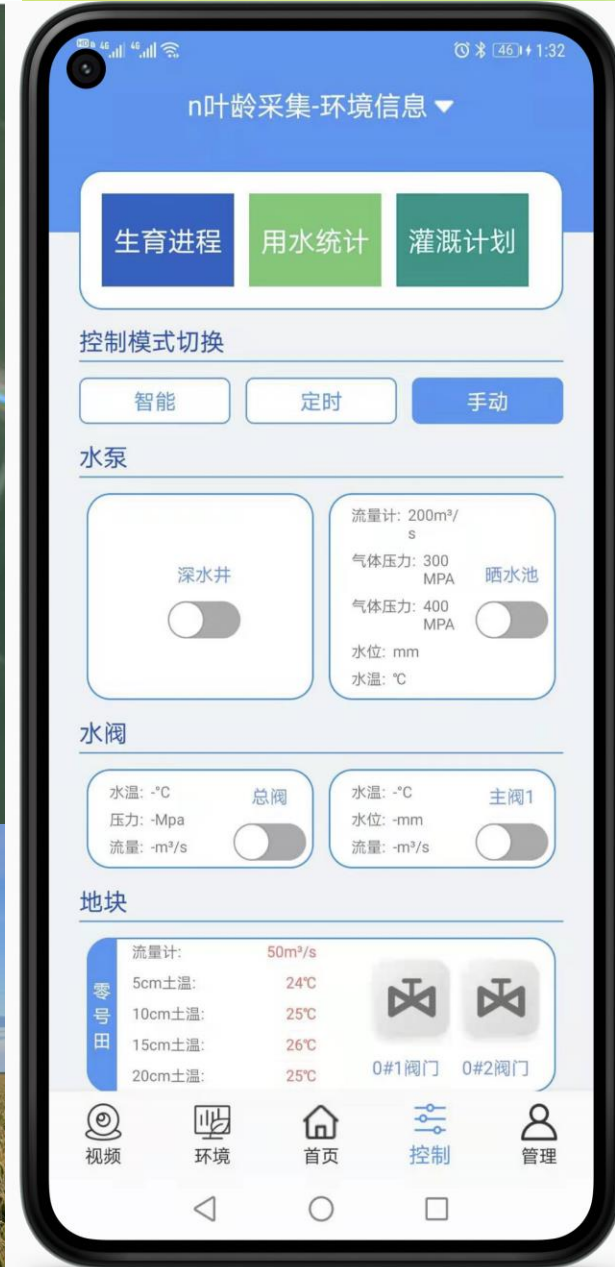 HD 4G 4G 46 1:32
n叶龄采集-环境信息
生育进程 用水统计 灌溉计划
控制模式切换
智能 定时 手动
水泵
深水井
流量计: 200m³/
s
气体压力: 300
MPA
气体压力: 400
MPA
水位: mm
水温: ℃
晒水池
水阀
水温: -°C
压力: -Mpa
流量: -m³/s
总阀
水温: -°C
水位: -mm
流量: -m³/s
主阀1
地块
零号田
流量计: 50m³/s
5cm土温: 24℃
10cm土温: 25℃
15cm土温: 26℃
20cm土温: 25℃
0#1阀门 0#2阀门
视频 环境 首页 控制 管理